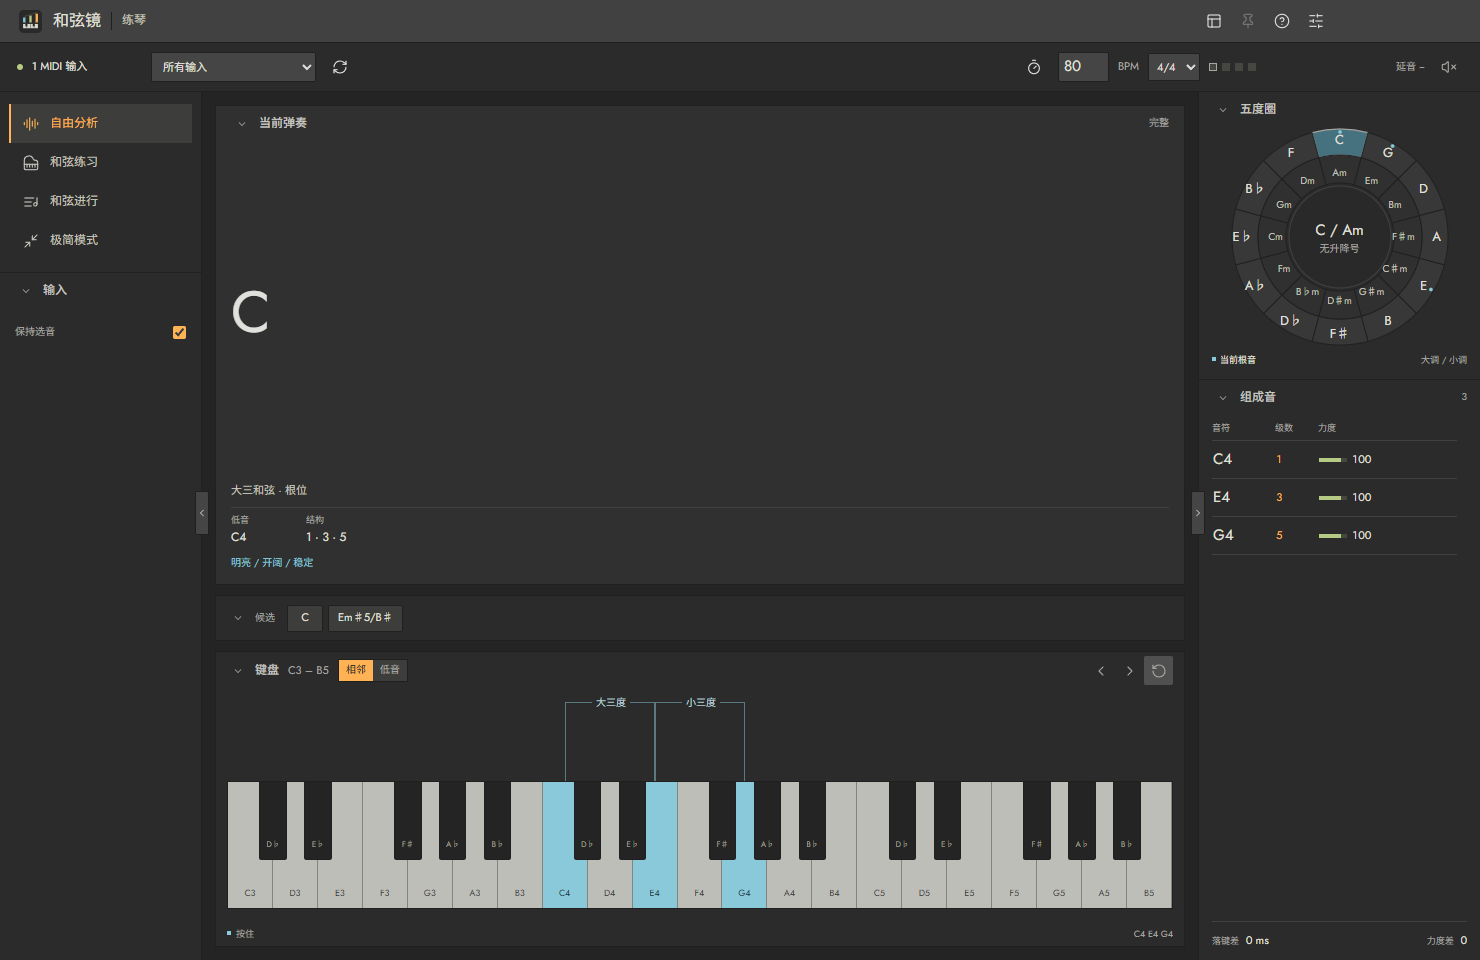 和弦镜 练琴
1 MIDI 输入 所有输入 80 BPM 4/4 延音 –
自由分析
和弦练习
和弦进行
极简模式
输入
保持选音
当前弹奏 完整
C
大三和弦 · 根位
低音 结构
C4 1 · 3 · 5
明亮 / 开阔 / 稳定
候选 C Em♯5/B♯
键盘 C3 – B5 相邻 低音
大三度 小三度
D♭ E♭ F♯ A♭ B♭ D♭ E♭ F♯ A♭ B♭ D♭ E♭ F♯ A♭ B♭
C3 D3 E3 F3 G3 A3 B3 C4 D4 E4 F4 G4 A4 B4 C5 D5 E5 F5 G5 A5 B5
按住 C4 E4 G4
五度圈
C
F G
Am
Dm Em
B♭ D
Gm Bm
C / Am
E♭ Cm F♯m A
无升降号
Fm C♯m
A♭ E
B♭m G♯m
D♯m
D♭ B
F♯
当前根音 大调 / 小调
组成音 3
音符 级数 力度
C4 1 100
E4 3 100
G4 5 100
落键差 0 ms 力度差 0